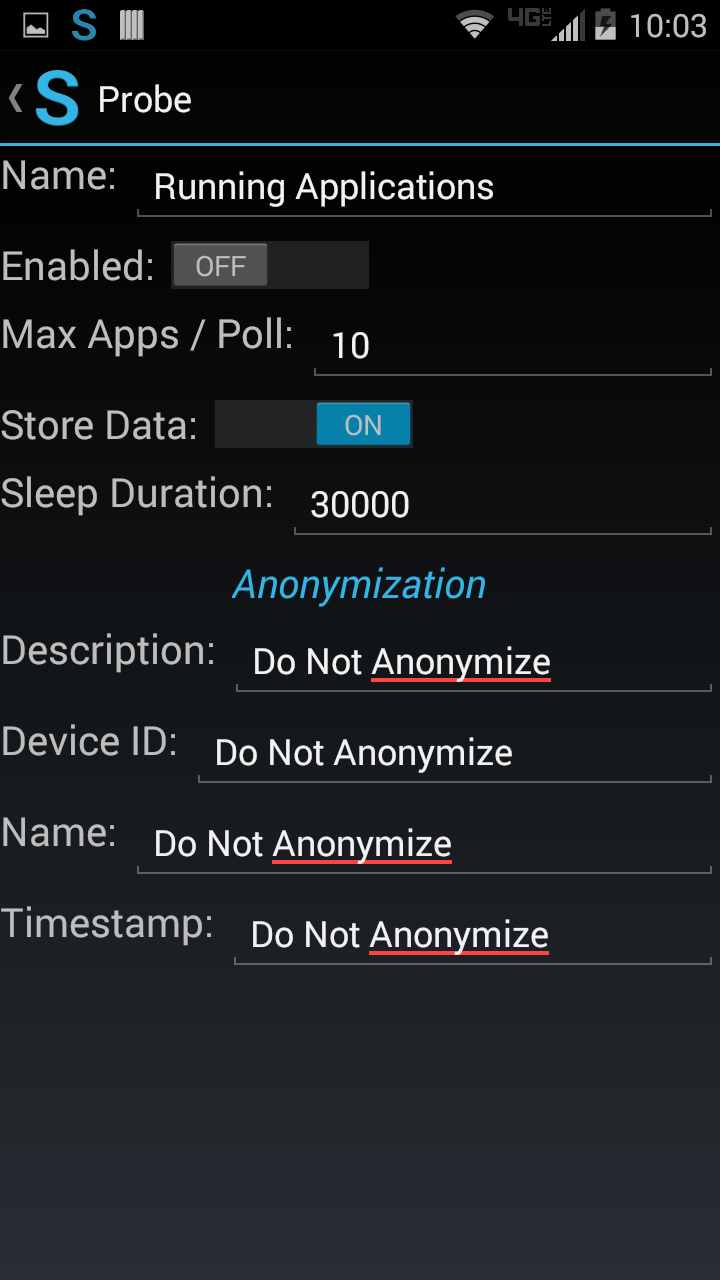 S 4G LTE 10:03
S Probe
Name: Running Applications
Enabled: OFF
Max Apps / Poll: 10
Store Data: ON
Sleep Duration: 30000
Anonymization
Description: Do Not Anonymize
Device ID: Do Not Anonymize
Name: Do Not Anonymize
Timestamp: Do Not Anonymize